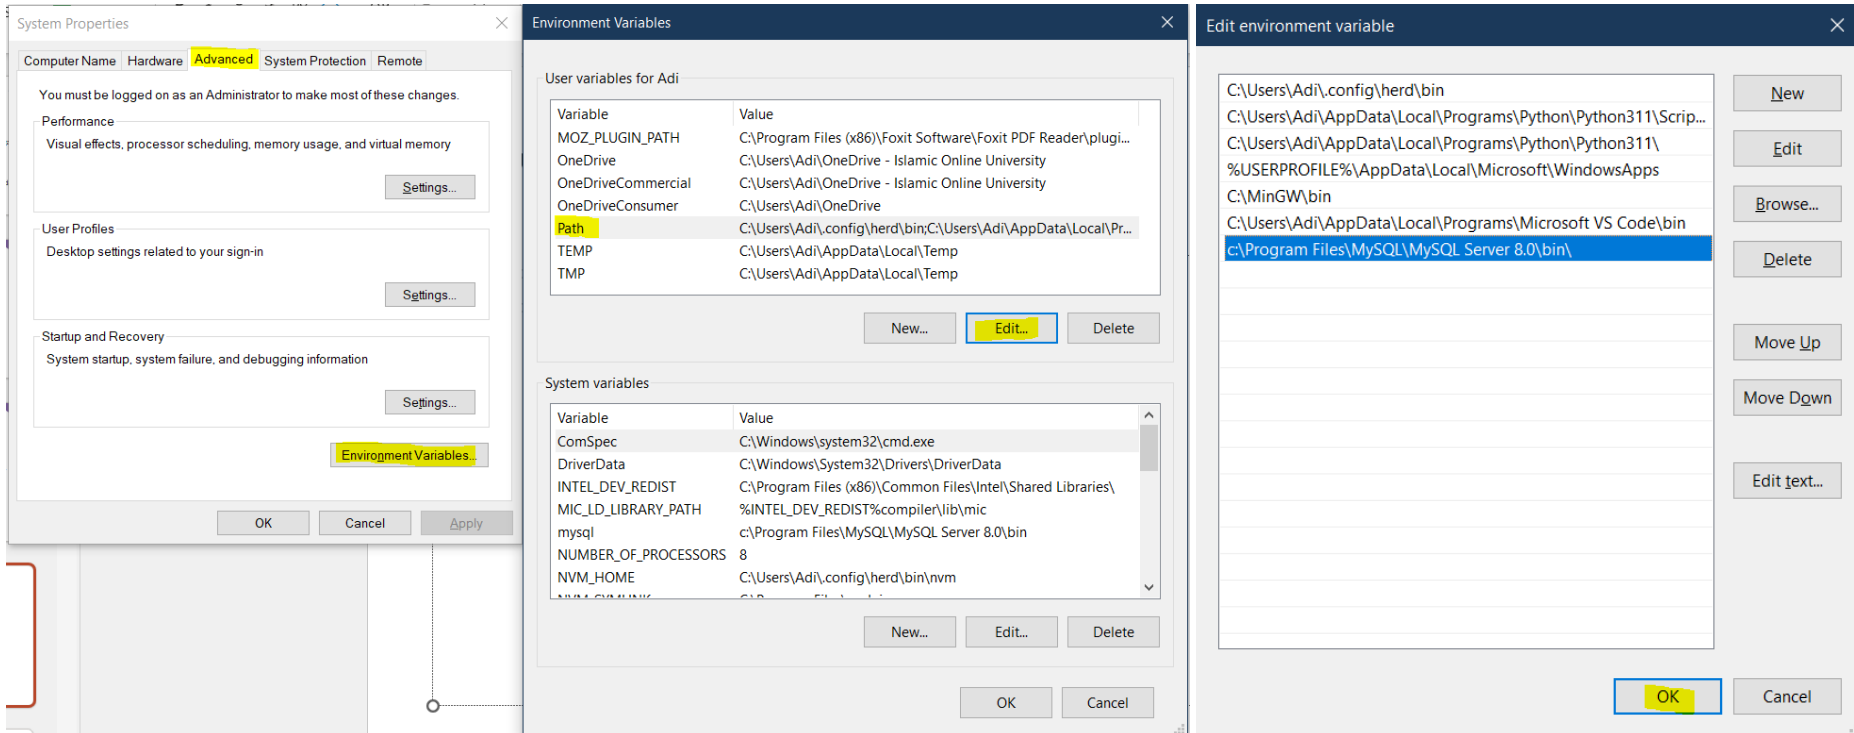 System Properties
Computer Name Hardware Advanced System Protection Remote
You must be logged on as an Administrator to make most of these changes.
Performance
Visual effects, processor scheduling, memory usage, and virtual memory
Settings...
User Profiles
Desktop settings related to your sign-in
Settings...
Startup and Recovery
System startup, system failure, and debugging information
Settings...
Environment Variables...
OK Cancel Apply
Environment Variables
User variables for Adi
Variable Value
MOZ_PLUGIN_PATH C:\Program Files (x86)\Foxit Software\Foxit PDF Reader\plugi...
OneDrive C:\Users\Adi\OneDrive - Islamic Online University
OneDriveCommercial C:\Users\Adi\OneDrive - Islamic Online University
OneDriveConsumer C:\Users\Adi\OneDrive
Path C:\Users\Adi\.config\herd\bin;C:\Users\Adi\AppData\Local\Pr...
TEMP C:\Users\Adi\AppData\Local\Temp
TMP C:\Users\Adi\AppData\Local\Temp
New... Edit... Delete
System variables
Variable Value
ComSpec C:\Windows\system32\cmd.exe
DriverData C:\Windows\System32\Drivers\DriverData
INTEL_DEV_REDIST C:\Program Files (x86)\Common Files\Intel\Shared Libraries\
MIC_LD_LIBRARY_PATH %INTEL_DEV_REDIST%compiler\lib\mic
mysql c:\Program Files\MySQL\MySQL Server 8.0\bin
NUMBER_OF_PROCESSORS 8
NVM_HOME C:\Users\Adi\.config\herd\bin\nvm
New... Edit... Delete
OK Cancel
Edit environment variable
C:\Users\Adi\.config\herd\bin
C:\Users\Adi\AppData\Local\Programs\Python\Python311\Scrip...
C:\Users\Adi\AppData\Local\Programs\Python\Python311\
%USERPROFILE%\AppData\Local\Microsoft\WindowsApps
C:\MinGW\bin
C:\Users\Adi\AppData\Local\Programs\Microsoft VS Code\bin
c:\Program Files\MySQL\MySQL Server 8.0\bin\
New
Edit
Browse...
Delete
Move Up
Move Down
Edit text...
OK Cancel